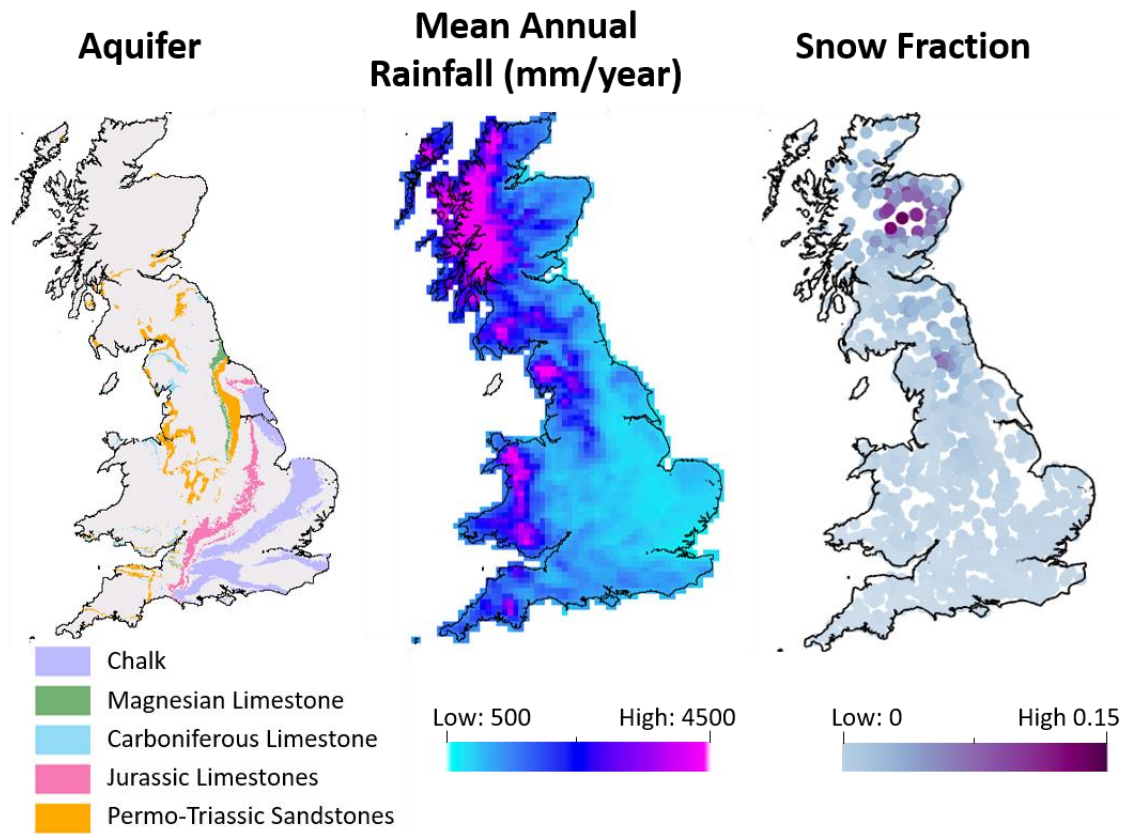 Aquifer
Mean Annual
Rainfall (mm/year)
Snow Fraction
Chalk
Magnesian Limestone
Carboniferous Limestone
Jurassic Limestones
Permo-Triassic Sandstones
Low: 500 High: 4500
Low: 0 High 0.15